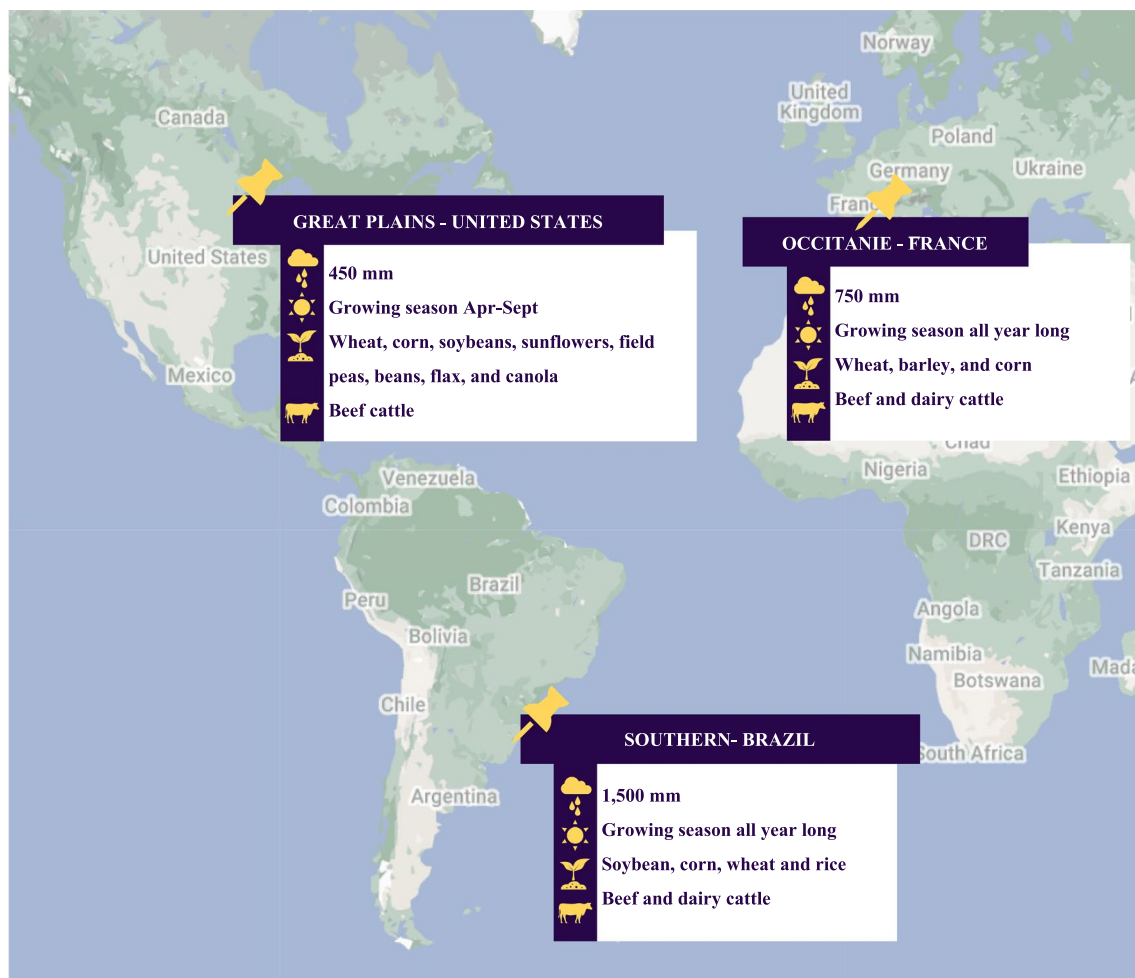 Norway
Canada
United
Kingdom
Poland
Germany
Ukraine
Franc
GREAT PLAINS - UNITED STATES
450 mm
Growing season Apr-Sept
Wheat, corn, soybeans, sunflowers, field
peas, beans, flax, and canola
Beef cattle
OCCITANIE - FRANCE
750 mm
Growing season all year long
Wheat, barley, and corn
Beef and dairy cattle
United States
Mexico
Chad
Nigeria
Ethiopia
Venezuela
Colombia
Kenya
DRC
Tanzania
Brazil
Peru
Angola
Bolivia
Namibia
Botswana
Mada
Chile
SOUTHERN- BRAZIL
1,500 mm
Growing season all year long
Soybean, corn, wheat and rice
Beef and dairy cattle
South Africa
Argentina